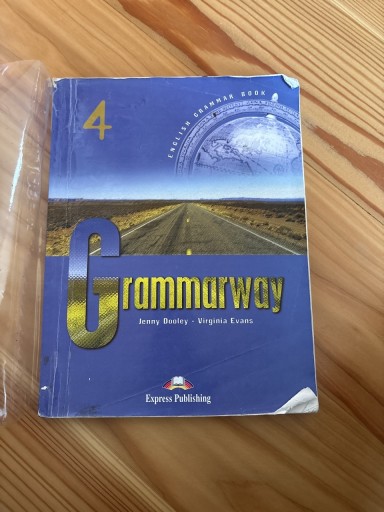 4
ENGLISH GRAMMAR BOOK
Grammarway
Jenny Dooley - Virginia Evans
Express Publishing